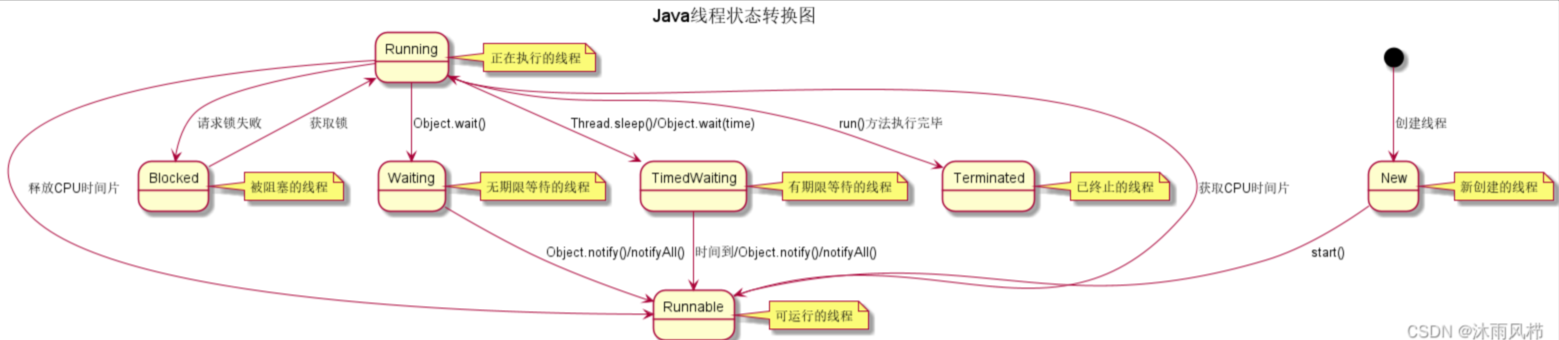 Java线程状态转换图
Running
正在执行的线程
请求锁失败
获取锁
Object.wait()
Thread.sleep()/Object.wait(time)
run()方法执行完毕
创建线程
释放CPU时间片
Blocked
被阻塞的线程
Waiting
无期限等待的线程
TimedWaiting
有期限等待的线程
Terminated
已终止的线程
获取CPU时间片
New
新创建的线程
Object.notify()/notifyAll()
时间到/Object.notify()/notifyAll()
start()
Runnable
可运行的线程
CSDN @沐雨风栉